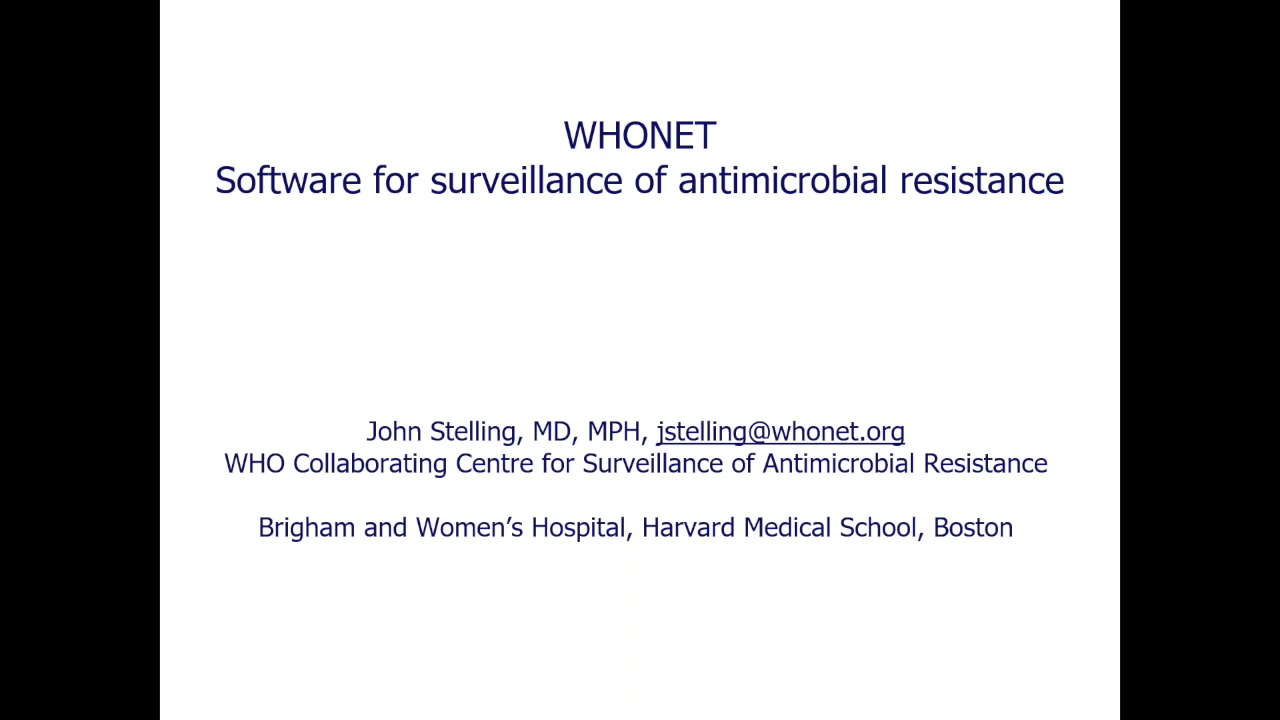 WHONET
Software for surveillance of antimicrobial resistance
John Stelling, MD, MPH, jstelling@whonet.org
WHO Collaborating Centre for Surveillance of Antimicrobial Resistance
Brigham and Women’s Hospital, Harvard Medical School, Boston